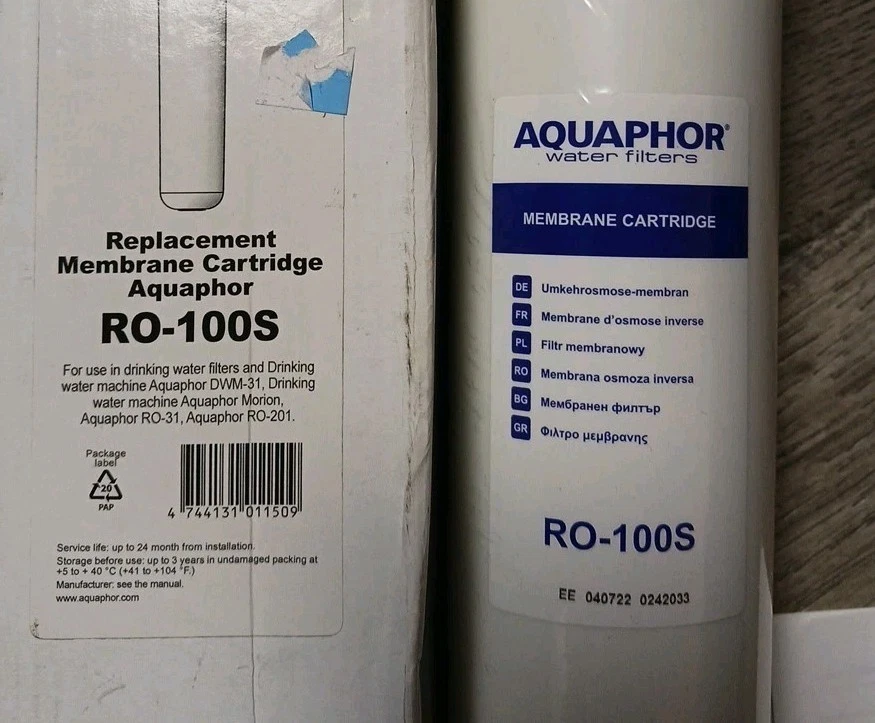 Replacement
Membrane Cartridge
Aquaphor
RO-100S
For use in drinking water filters and Drinking
water machine Aquaphor DWM-31, Drinking
water machine Aquaphor Morion,
Aquaphor RO-31, Aquaphor RO-201.
Package
label
20
PAP
4 744131 011509
Service life: up to 24 month from installation.
Storage before use: up to 3 years in undamaged packing at
+5 to + 40 °C (+41 to +104 °F.)
Manufacturer: see the manual.
www.aquaphor.com
AQUAPHOR®
water filters
MEMBRANE CARTRIDGE
DE Umkehrosmose-membran
FR Membrane d'osmose inverse
PL Filtr membranowy
RO Membrana osmoza inversa
BG Мембранен филтър
GR Φιλτρο μεμβρανης
RO-100S
EE 040722 0242033